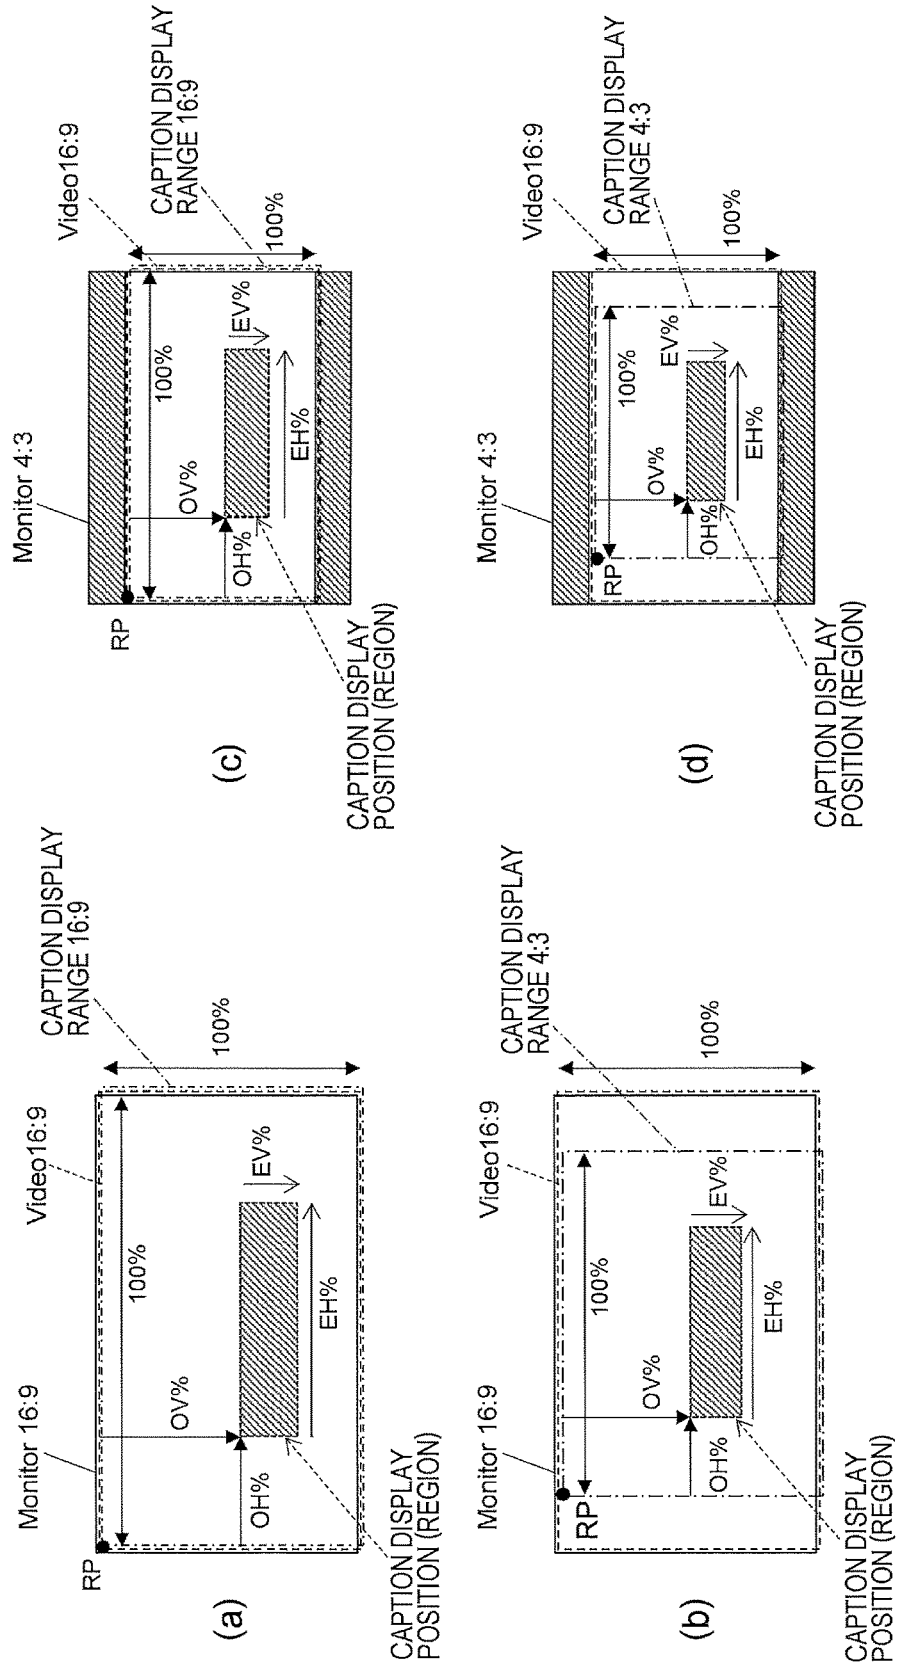 (a)
Monitor 16:9
Video16:9
CAPTION DISPLAY
RANGE 16:9
RP
100%
100%
OV%
OH%
EV%
EH%
CAPTION DISPLAY
POSITION (REGION)
(b)
Monitor 16:9
Video16:9
CAPTION DISPLAY
RANGE 4:3
RP
100%
100%
OV%
OH%
EV%
EH%
CAPTION DISPLAY
POSITION (REGION)
(c)
Monitor 4:3
Video16:9
CAPTION DISPLAY
RANGE 16:9
RP
100%
100%
OV%
OH%
EV%
EH%
CAPTION DISPLAY
POSITION (REGION)
(d)
Monitor 4:3
Video16:9
CAPTION DISPLAY
RANGE 4:3
RP
100%
100%
OV%
OH%
EV%
EH%
CAPTION DISPLAY
POSITION (REGION)